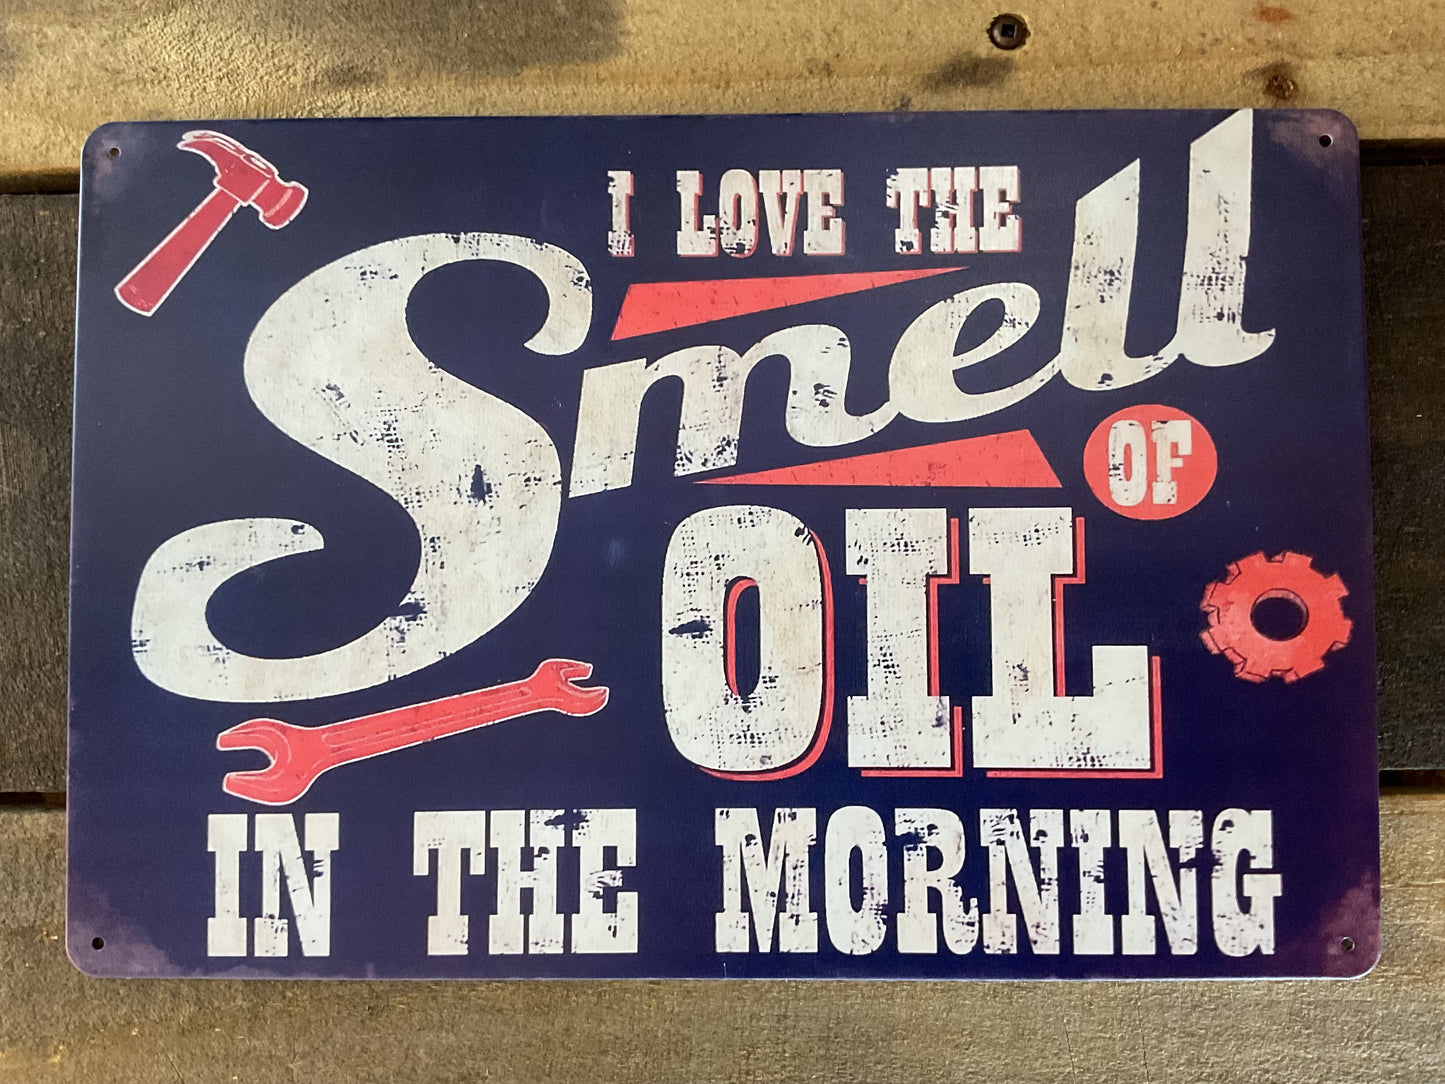 I LOVE THE
Smell
OF
OIL
IN THE MORNING